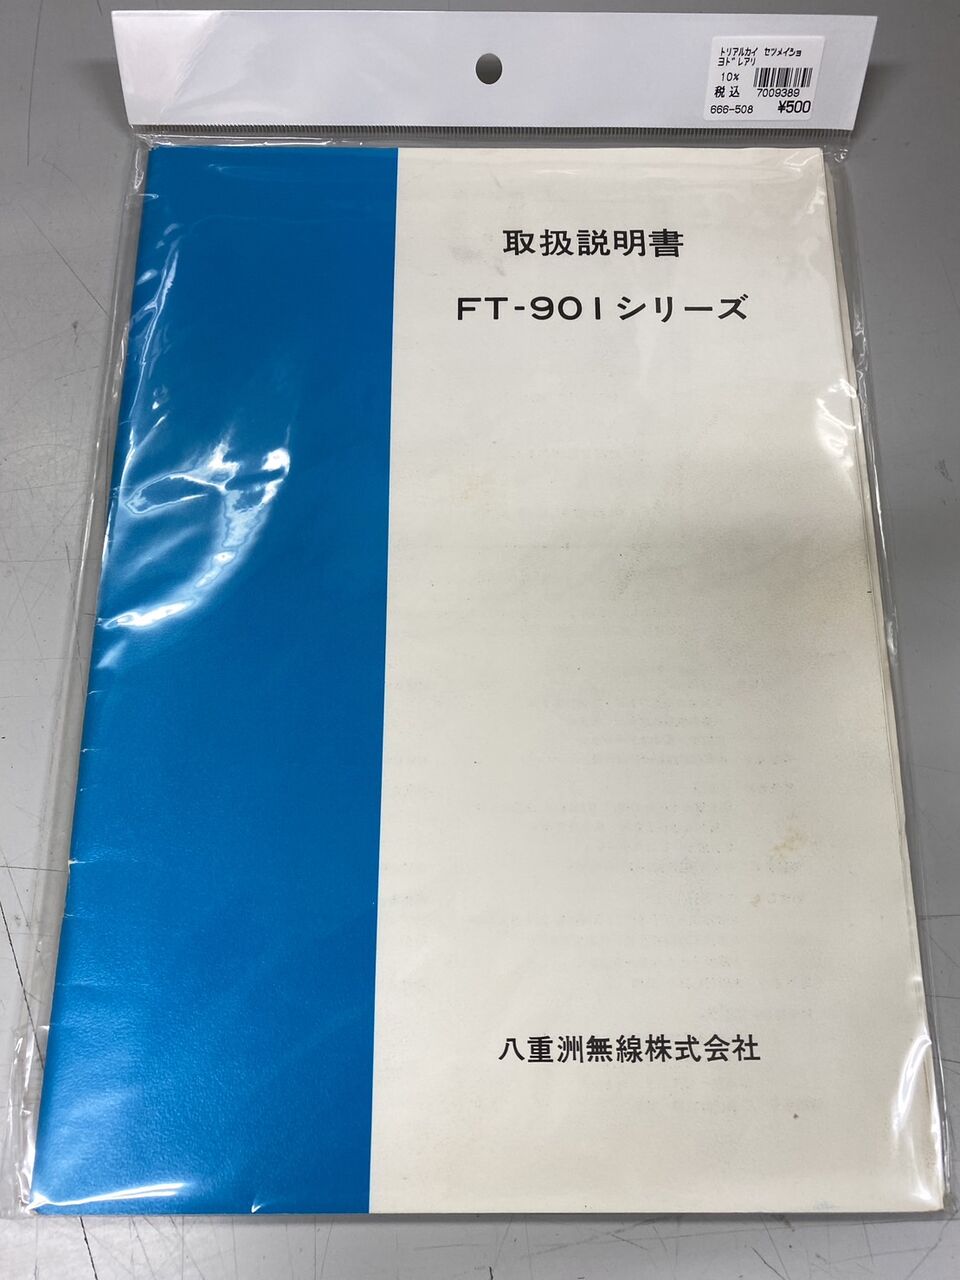 トリアルカイ セツメイショ
ヨドレアリ
10%
税込 7009389
666-508 ¥500
取扱説明書
FT-901シリーズ
八重洲無線株式会社